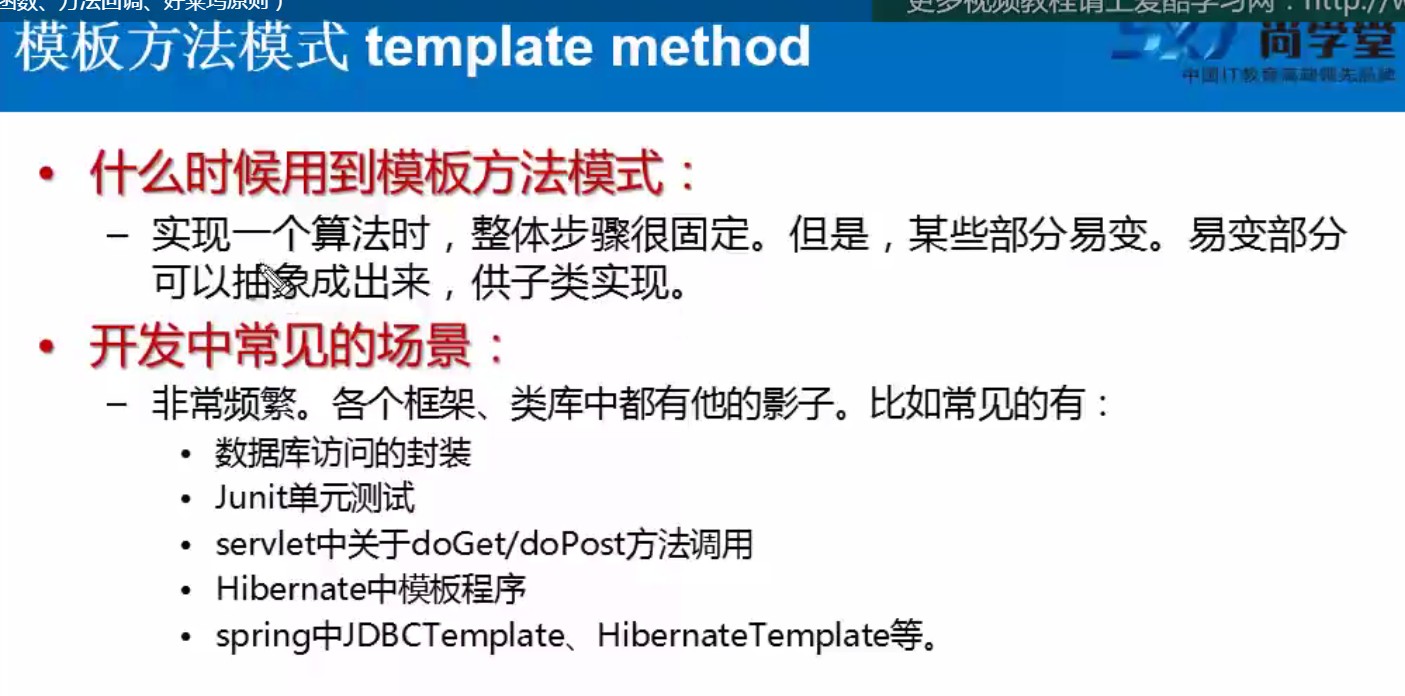 函数、方法回调、好莱坞原则)
更多视频教程请上爱酷学习网:http://w
模板方法模式 template method
尚学堂
中国IT教育高端领先品牌
• 什么时候用到模板方法模式:
– 实现一个算法时,整体步骤很固定。但是,某些部分易变。易变部分
可以抽象成出来,供子类实现。
• 开发中常见的场景:
– 非常频繁。各个框架、类库中都有他的影子。比如常见的有:
• 数据库访问的封装
• Junit单元测试
• servlet中关于doGet/doPost方法调用
• Hibernate中模板程序
• spring中JDBCTemplate、HibernateTemplate等。